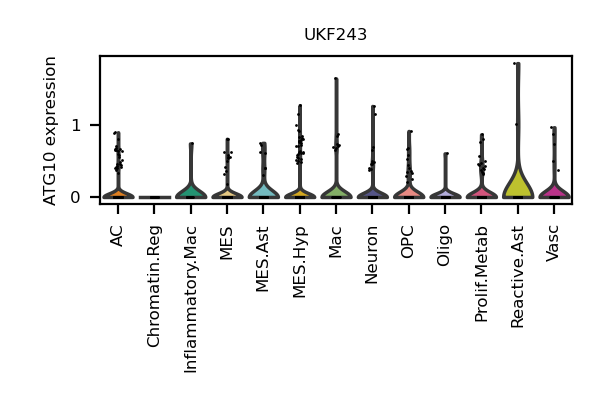 UKF243
ATG10 expression
1
0
AC
Chromatin.Reg
Inflammatory.Mac
MES
MES.Ast
MES.Hyp
Mac
Neuron
OPC
Oligo
Prolif.Metab
Reactive.Ast
Vasc